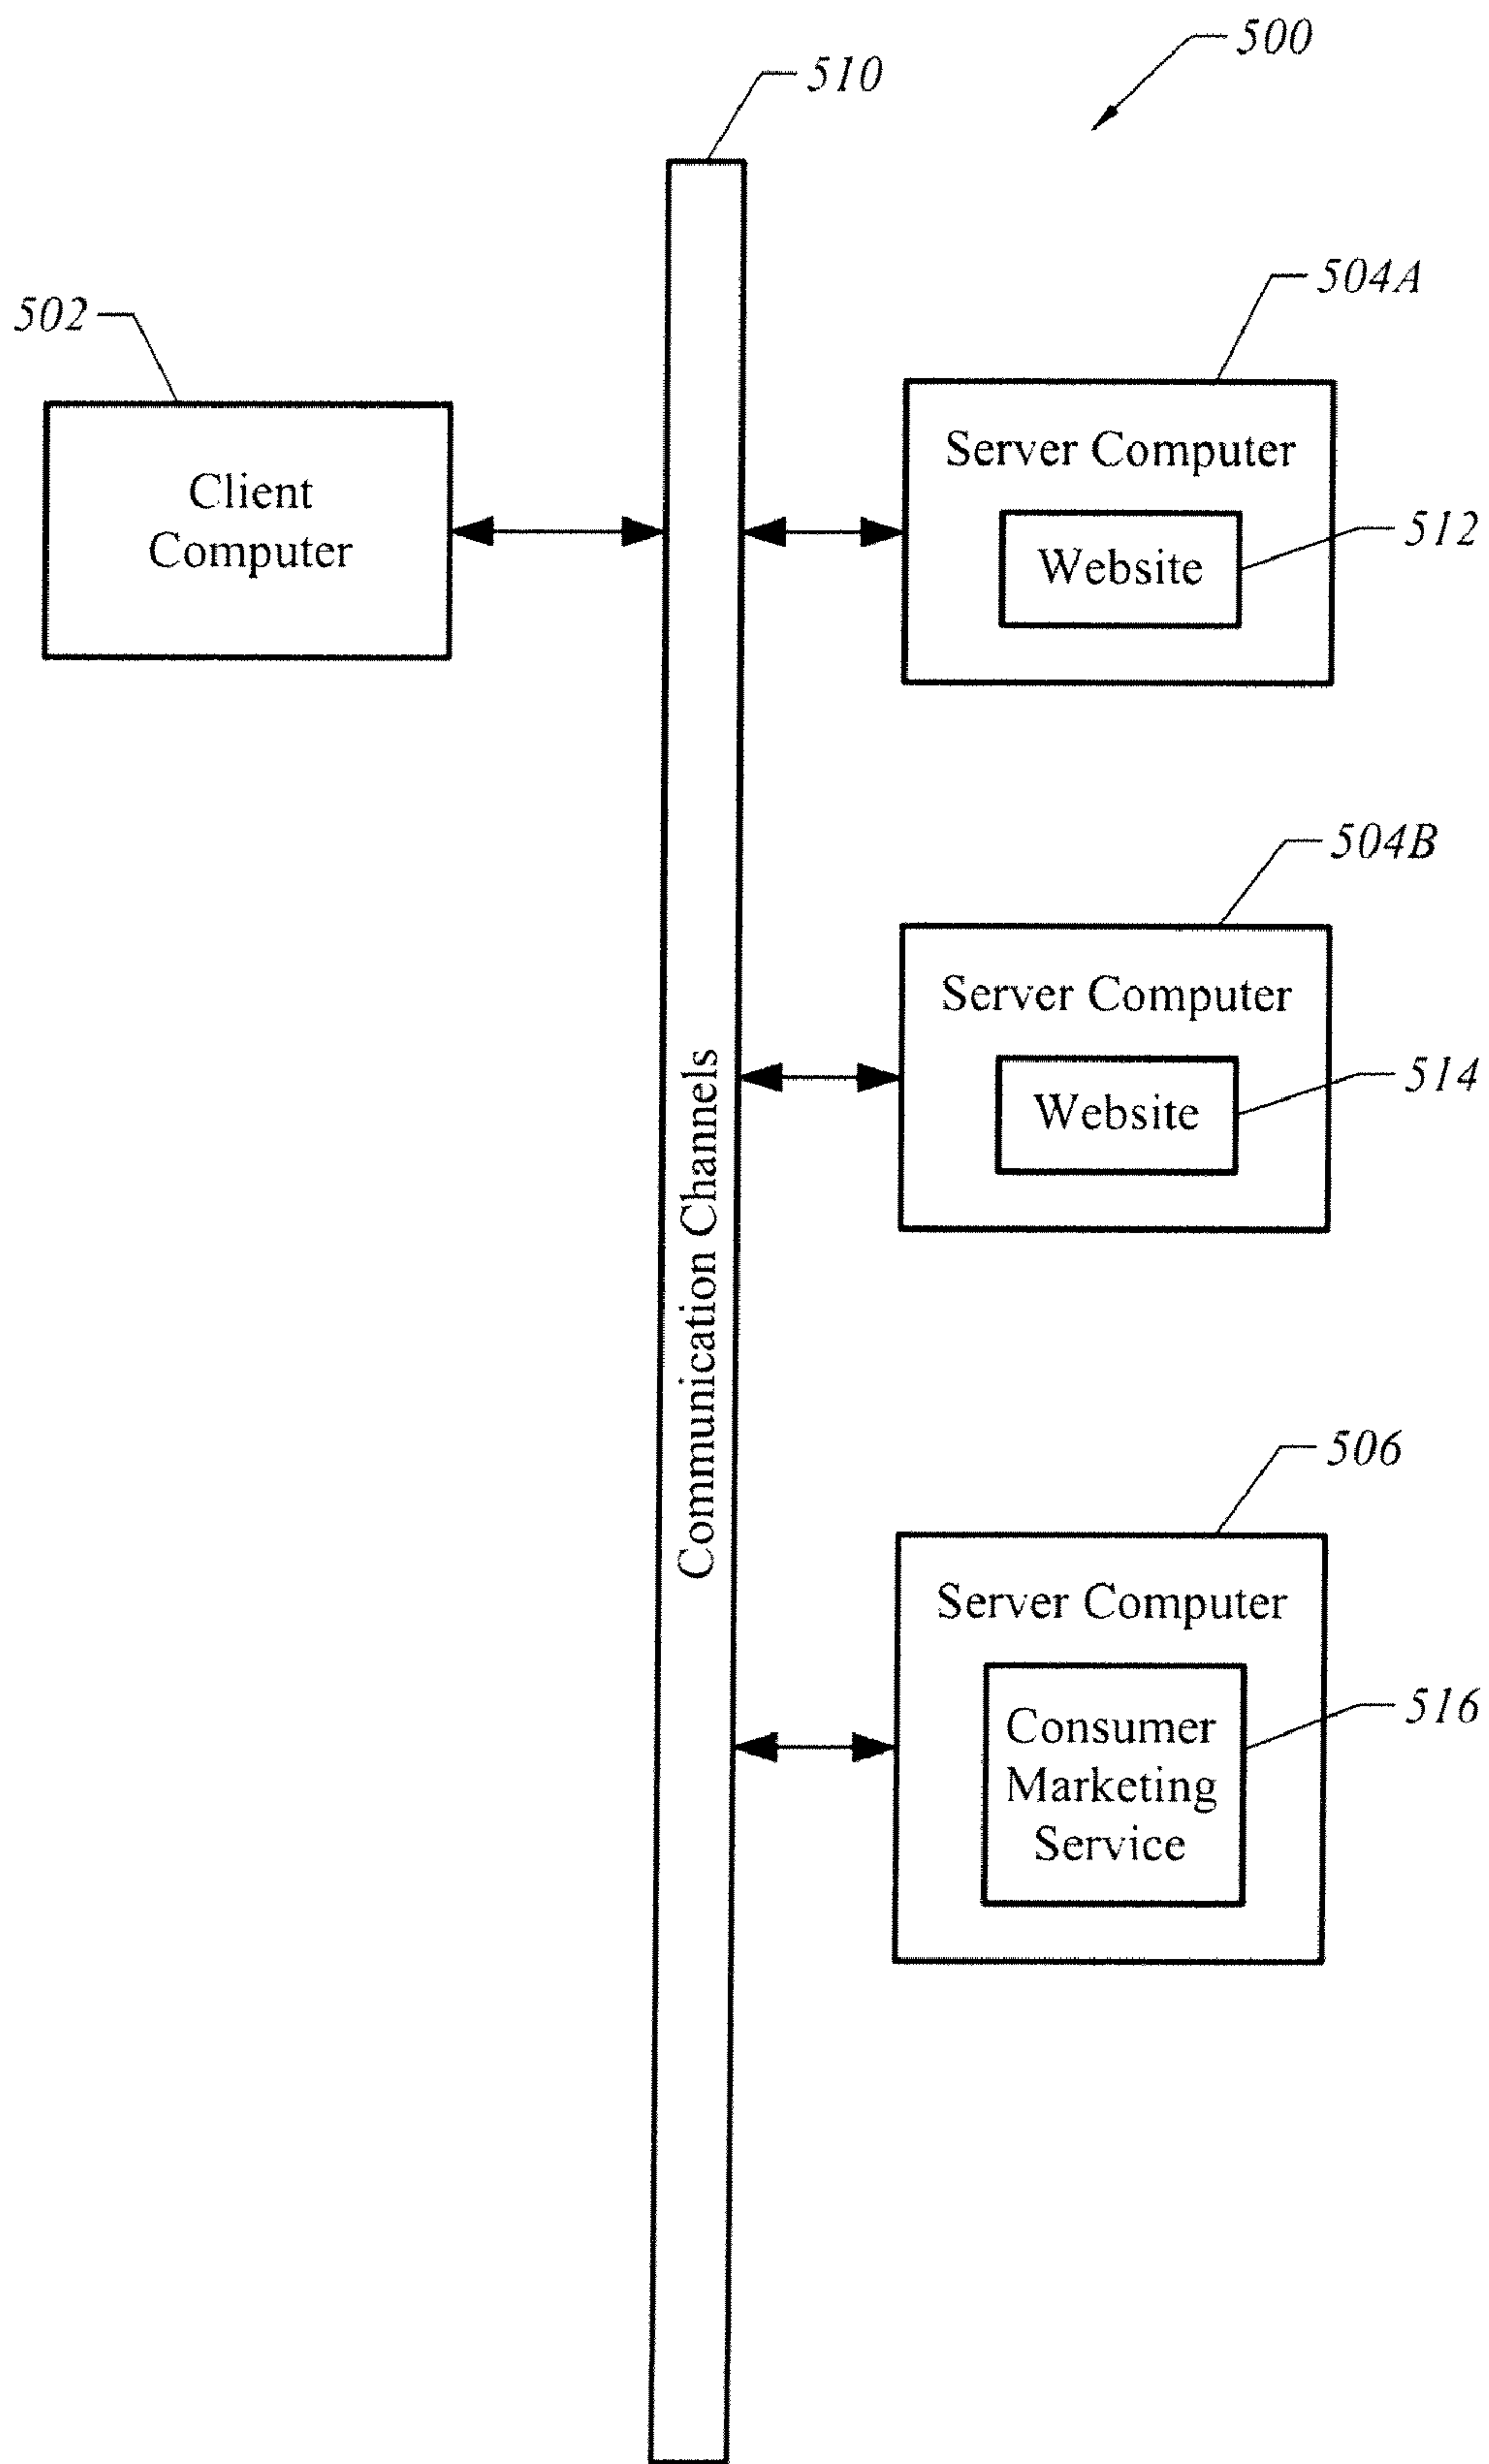 500
510
504A
502
Server Computer
Client
Computer
Website
512
504B
Server Computer
Website
514
Communication Channels
506
Server Computer
516
Consumer
Marketing
Service